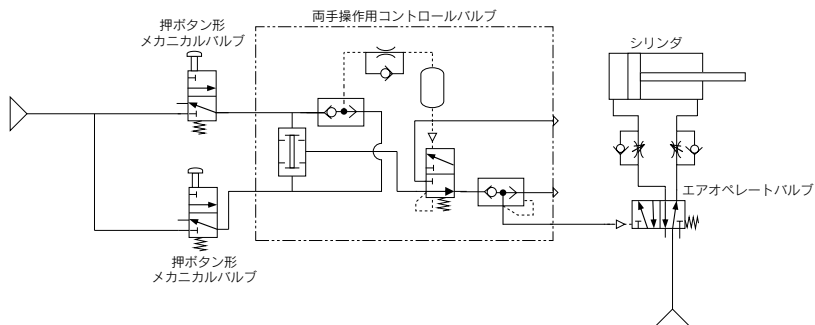 両手操作用コントロールバルブ
押ボタン形
メカニカルバルブ
シリンダ
エアオペレートバルブ
押ボタン形
メカニカルバルブ